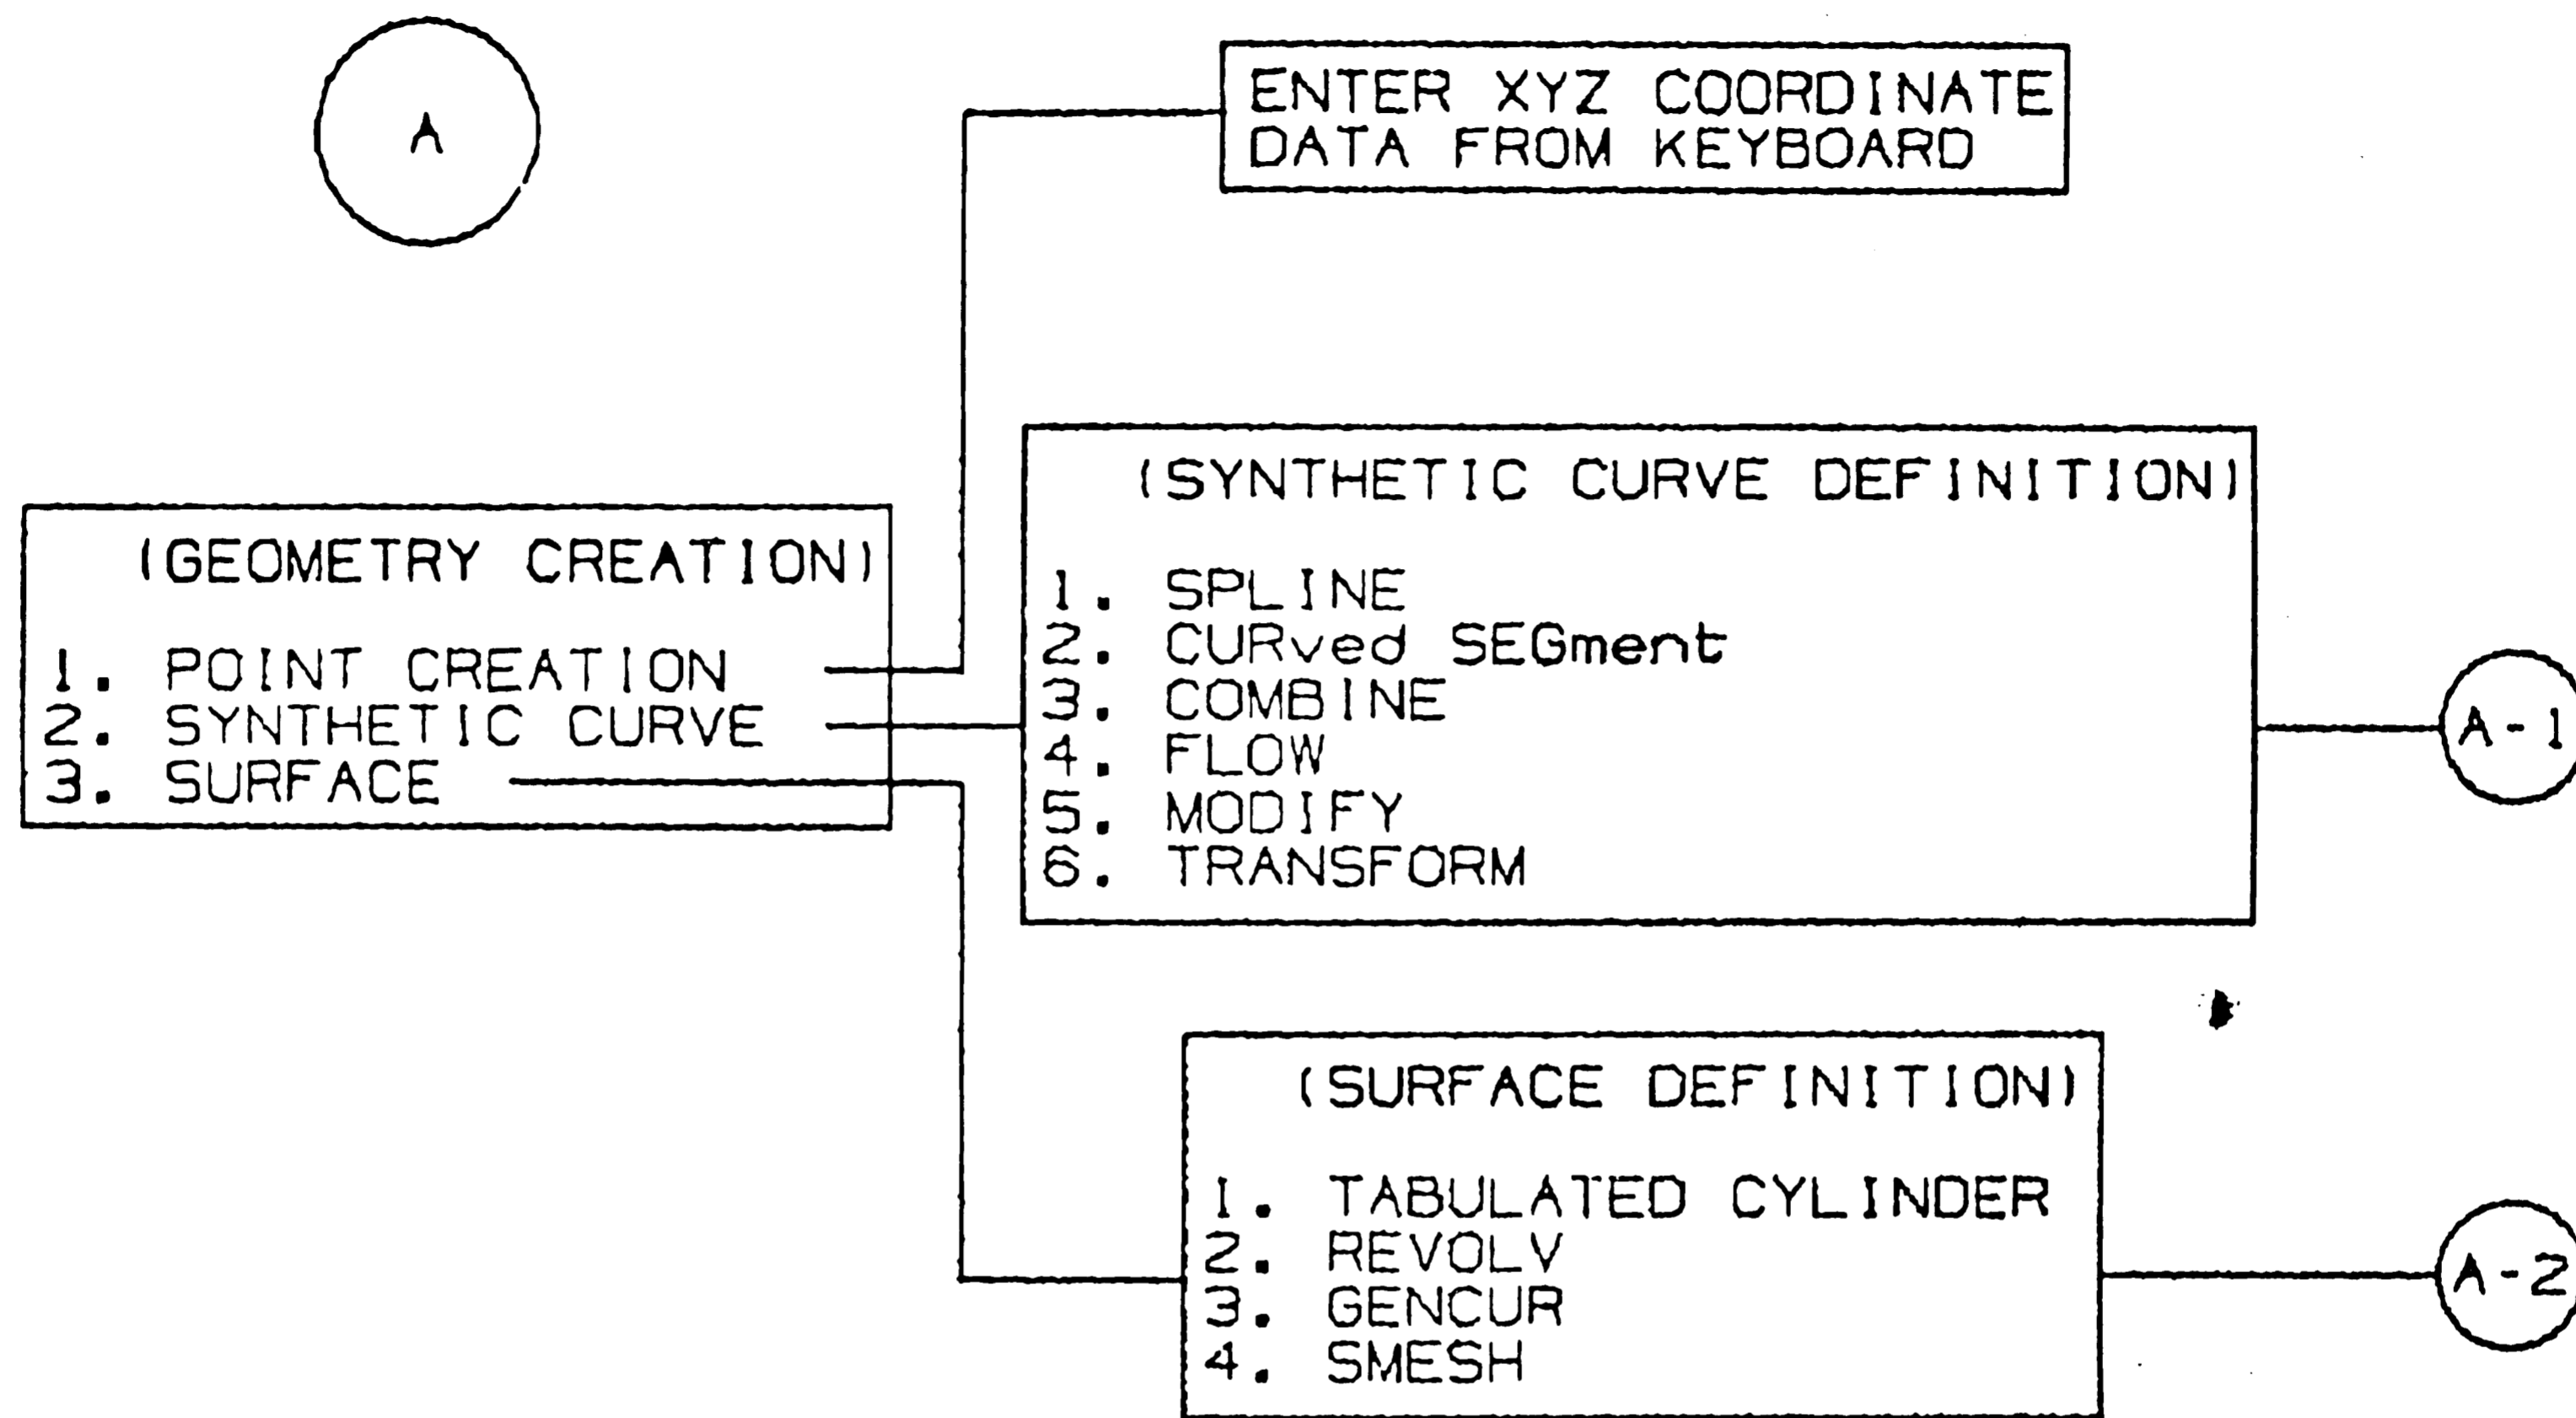 A
ENTER XYZ COORDINATE
DATA FROM KEYBOARD
(GEOMETRY CREATION)
1. POINT CREATION
2. SYNTHETIC CURVE
3. SURFACE
(SYNTHETIC CURVE DEFINITION)
1. SPLINE
2. CURved SEGment
3. COMBINE
4. FLOW
5. MODIFY
6. TRANSFORM
A-1
(SURFACE DEFINITION)
1. TABULATED CYLINDER
2. REVOLV
3. GENCUR
4. SMESH
A-2